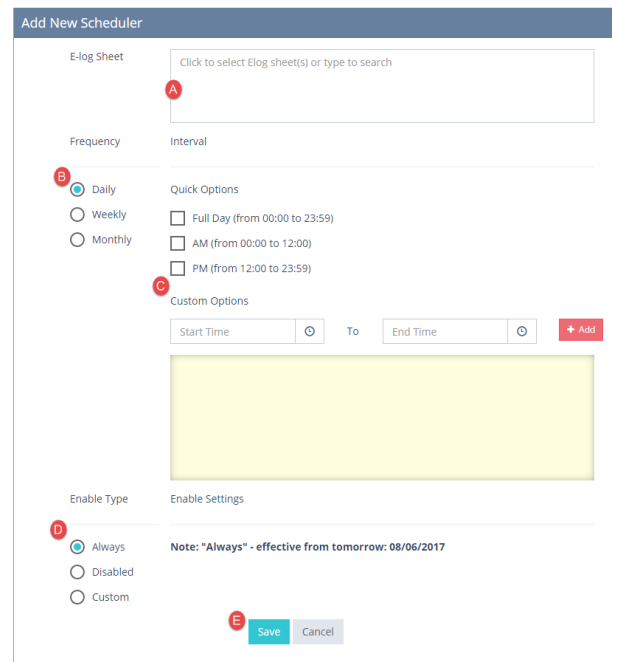 Add New Scheduler
E-log Sheet
Click to select Elog sheet(s) or type to search
A
Frequency
Interval
B
Daily
Quick Options
Weekly
Full Day (from 00:00 to 23:59)
Monthly
AM (from 00:00 to 12:00)
PM (from 12:00 to 23:59)
C
Custom Options
Start Time
To
End Time
+ Add
Enable Type
Enable Settings
D
Always
Note: "Always" - effective from tomorrow: 08/06/2017
Disabled
Custom
E
Save
Cancel